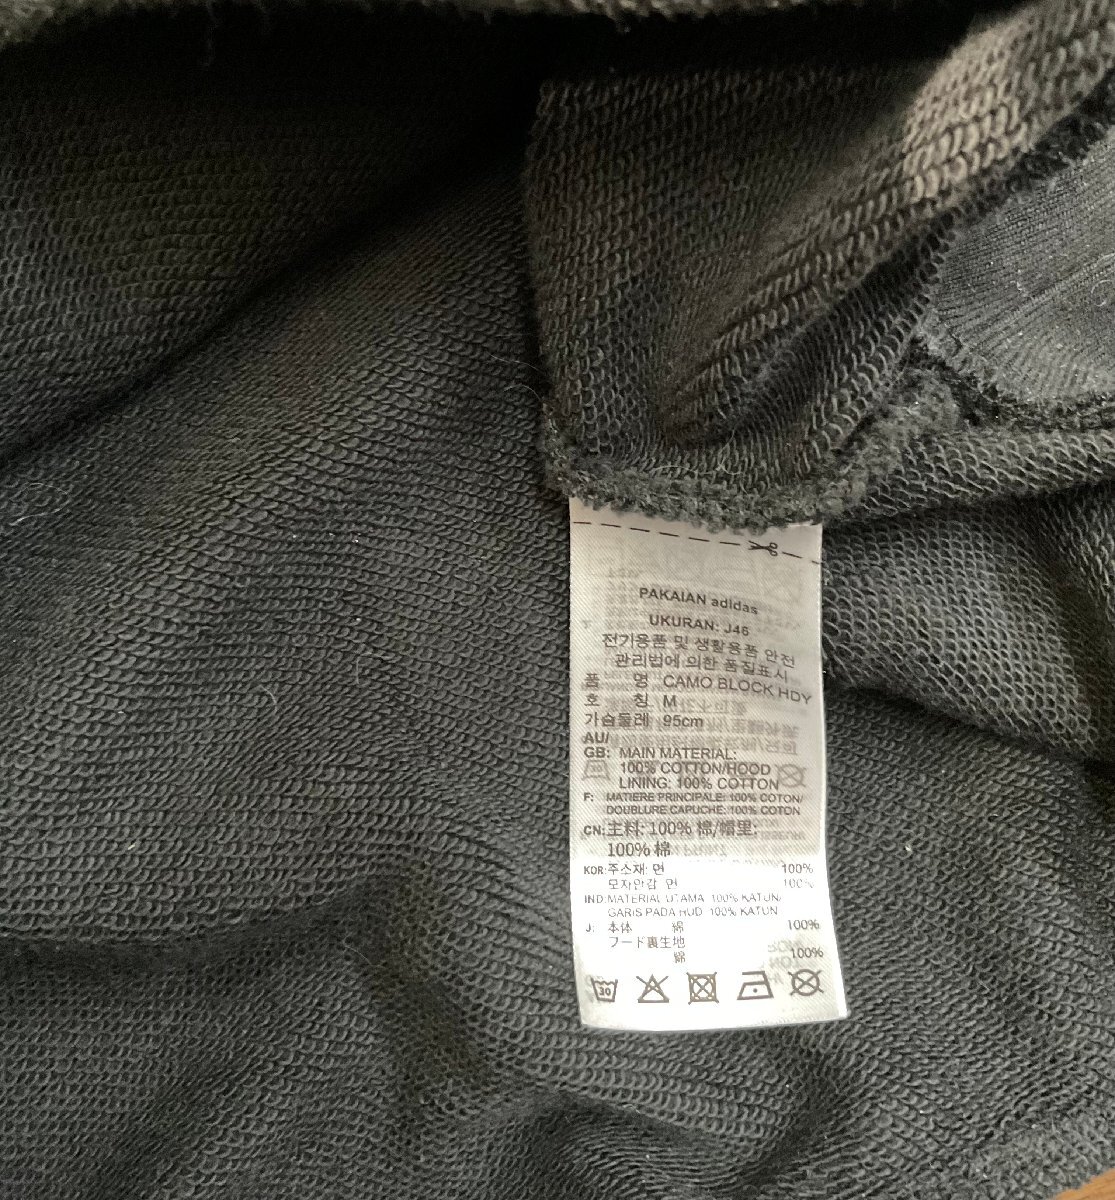 PAKAIAN adidas
UKURAN: J46
전기용품 및 생활용품 안전
관리법에 의한 품질표시
품 명 CAMO BLOCK HDY
호 칭 M
가슴둘레 95cm
AU/
GB: MAIN MATERIAL:
100% COTTON/HOOD
LINING: 100% COTTON
F: MATIERE PRINCIPALE: 100% COTON/
DOUBLURE CAPUCHE: 100% COTON
CN: 主料: 100% 棉/帽里:
100% 棉
KOR: 주소재: 면 100%
모자안감 면 100%
IND: MATERIAL UTAMA 100% KATUN/
GARIS PADA HUD 100% KATUN
J: 本体 綿 100%
フード裏生地
綿 100%
30